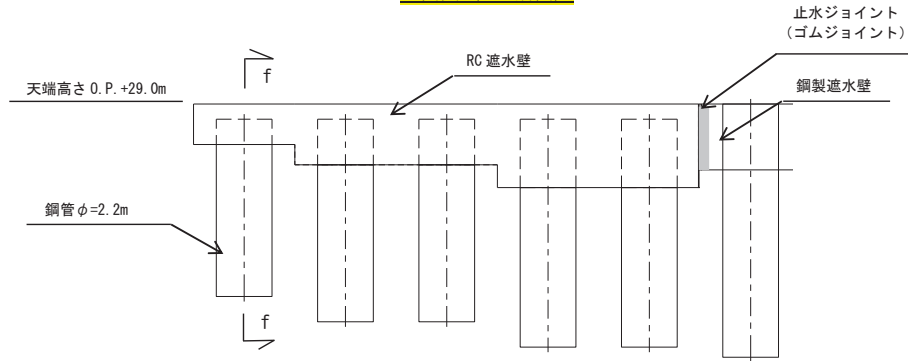 止水ジョイント
(ゴムジョイント)
RC 遮水壁
f
天端高さ O.P.+29.0m
鋼製遮水壁
鋼管φ=2.2m
f